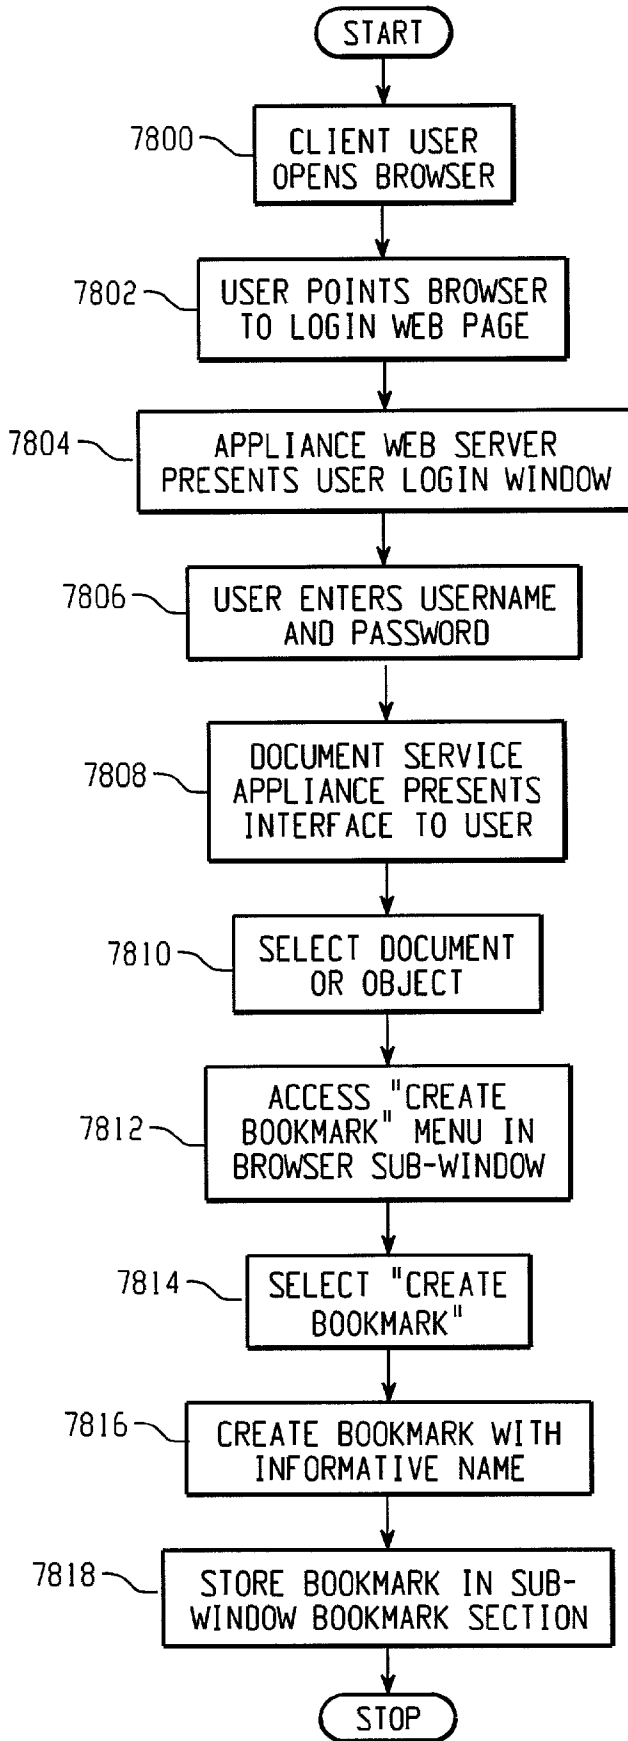 START
7800
CLIENT USER
OPENS BROWSER
7802
USER POINTS BROWSER
TO LOGIN WEB PAGE
7804
APPLIANCE WEB SERVER
PRESENTS USER LOGIN WINDOW
7806
USER ENTERS USERNAME
AND PASSWORD
7808
DOCUMENT SERVICE
APPLIANCE PRESENTS
INTERFACE TO USER
7810
SELECT DOCUMENT
OR OBJECT
7812
ACCESS "CREATE
BOOKMARK" MENU IN
BROWSER SUB-WINDOW
7814
SELECT "CREATE
BOOKMARK"
7816
CREATE BOOKMARK WITH
INFORMATIVE NAME
7818
STORE BOOKMARK IN SUB-
WINDOW BOOKMARK SECTION
STOP